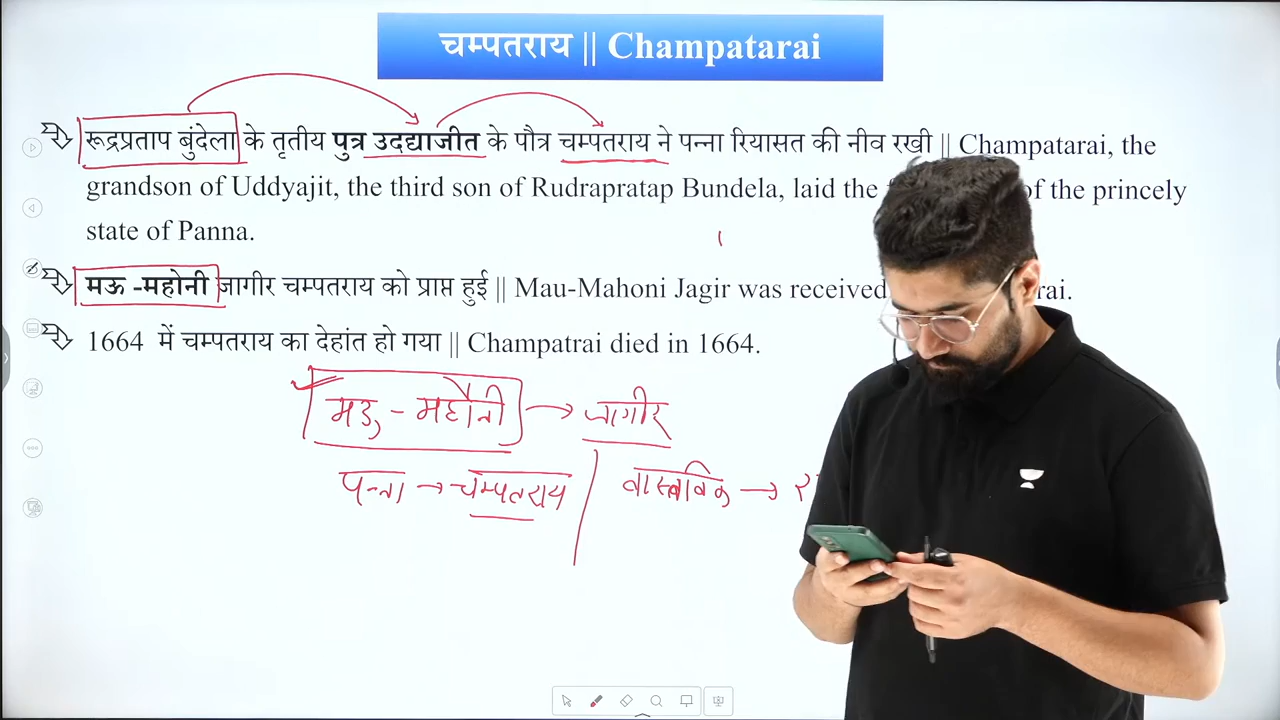 चम्पतराय || Champatarai
रूद्रप्रताप बुंदेला के तृतीय पुत्र उदद्याजीत के पौत्र चम्पतराय ने पन्ना रियासत की नीव रखी || Champatarai, the
grandson of Uddyajit, the third son of Rudrapratap Bundela, laid the of the princely
state of Panna.
मऊ -महोनी जागीर चम्पतराय को प्राप्त हुई || Mau-Mahoni Jagir was received
1664 में चम्पतराय का देहांत हो गया || Champatrai died in 1664.
मऊ - महोनी → जागीर
पन्ना → चम्पतराय | वास्तविक →